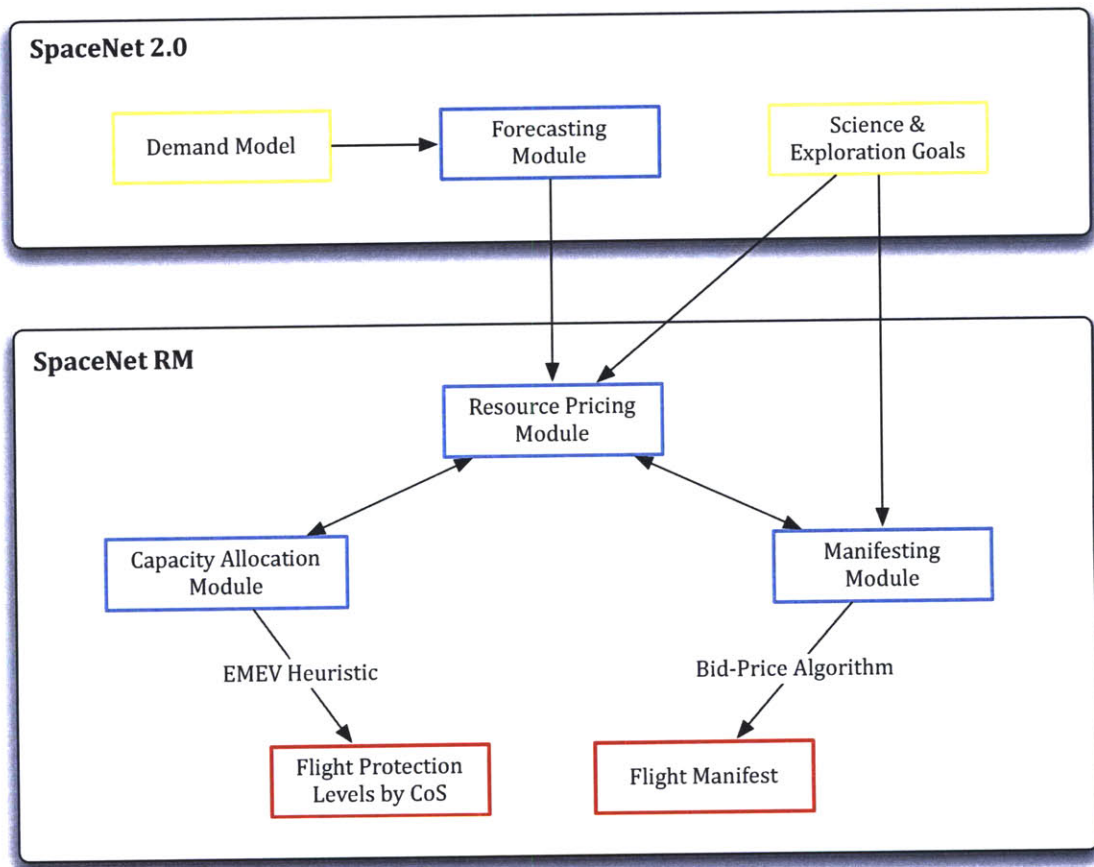 SpaceNet 2.0
Demand Model
Forecasting
Module
Science &
Exploration Goals
SpaceNet RM
Resource Pricing
Module
Capacity Allocation
Module
Manifesting
Module
EMEV Heuristic
Bid-Price Algorithm
Flight Protection
Levels by CoS
Flight Manifest